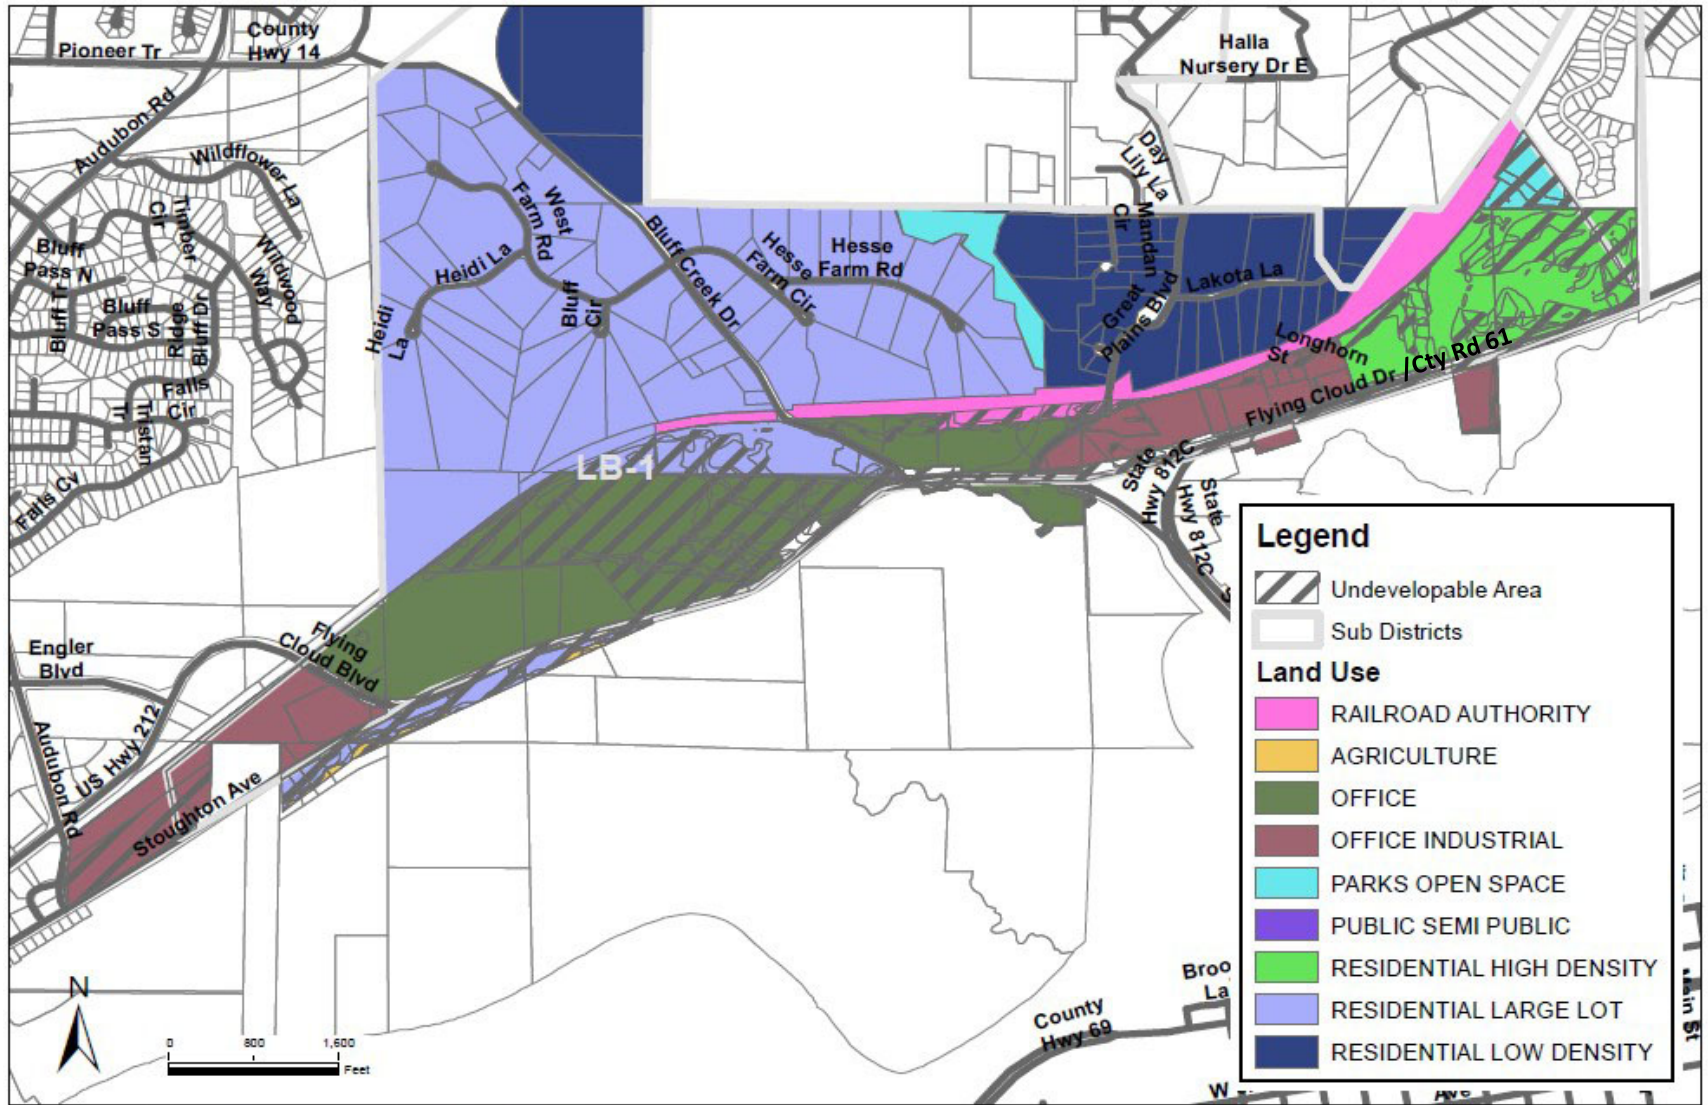 Pioneer Tr
County
Hwy 14
Halla
Nursery Dr E
Audubon Rd
Wildflower La
Timber
Cir
Wildwood
Way
Bluff
Pass N
Bluff Tr
Bluff
Pass S
Ridge
Bluff Dr
Falls
Cir
Tristan
Tr
Falls Cv
Heidi La
Heidi
La
West
Farm Rd
Bluff
Cir
Bluff Creek Dr
Hesse
Farm Cir
Hesse
Farm Rd
Day
Lily La
Mandan
Cir
Great
Plains Blvd
Lakota La
Longhorn
St
Flying Cloud Dr /Cty Rd 61
LB-1
State
Hwy 812C
State
Hwy 812C
Engler
Blvd
Flying
Cloud Blvd
US Hwy 212
Audubon Rd
Stoughton Ave
N
0 800 1,600
Feet
County
Hwy 69
Main St
Ave
Legend
Undevelopable Area
Sub Districts
Land Use
RAILROAD AUTHORITY
AGRICULTURE
OFFICE
OFFICE INDUSTRIAL
PARKS OPEN SPACE
PUBLIC SEMI PUBLIC
RESIDENTIAL HIGH DENSITY
RESIDENTIAL LARGE LOT
RESIDENTIAL LOW DENSITY